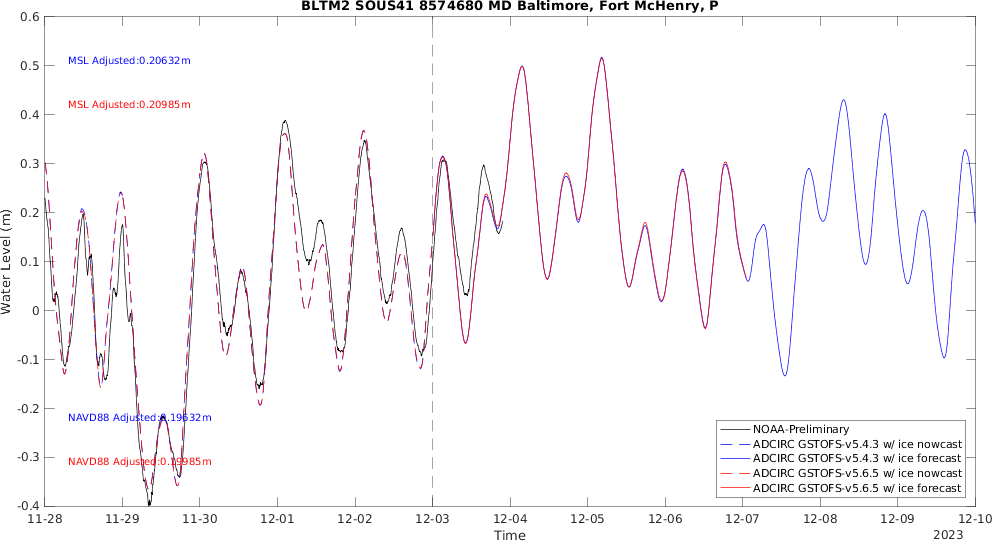 BLTM2 SOUS41 8574680 MD Baltimore, Fort McHenry, P
0.6
0.5
0.4
0.3
0.2
0.1
0
-0.1
-0.2
-0.3
-0.4
Water Level (m)
MSL Adjusted:0.20632m
MSL Adjusted:0.20985m
NAVD88 Adjusted:0.19632m
NAVD88 Adjusted:0.19985m
NOAA-Preliminary
ADCIRC GSTOFS-v5.4.3 w/ ice nowcast
ADCIRC GSTOFS-v5.4.3 w/ ice forecast
ADCIRC GSTOFS-v5.6.5 w/ ice nowcast
ADCIRC GSTOFS-v5.6.5 w/ ice forecast
11-28 11-29 11-30 12-01 12-02 12-03 12-04 12-05 12-06 12-07 12-08 12-09 12-10
Time
2023